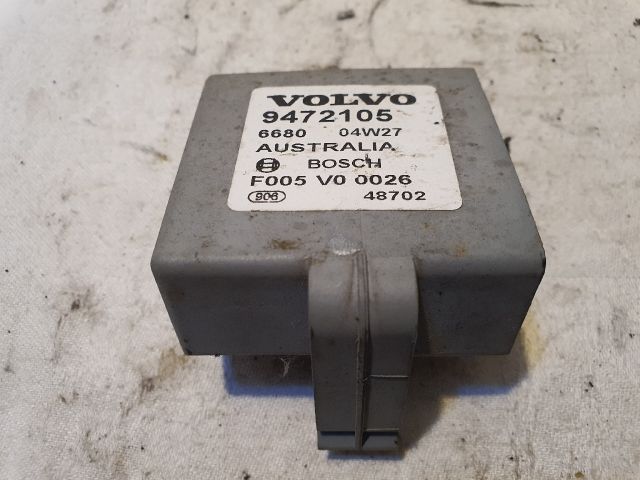 VOLVO
9472105
6680 04W27
AUSTRALIA
BOSCH
F005 V0 0026
906 48702